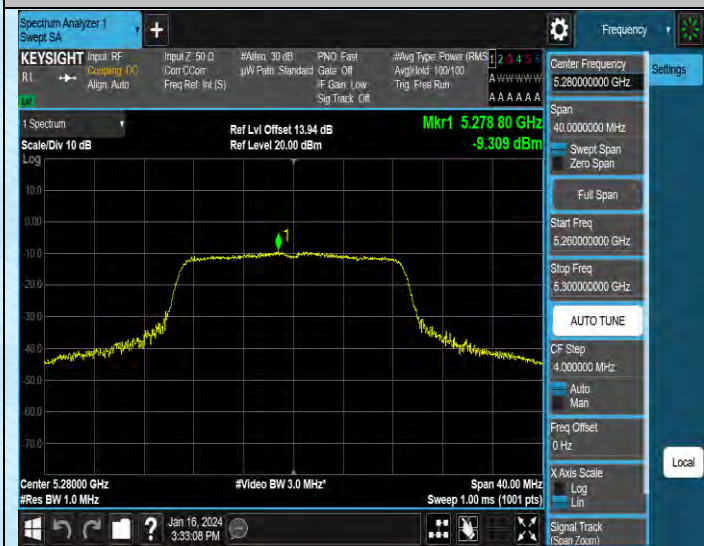 Spectrum Analyzer 1
Swept SA
Frequency
KEYSIGHT
Input: RF
Input Z: 50 Ω
#Atten: 30 dB
PNO: Fast
#Avg Type: Power (RMS
1 2 3 4 5 6
RL
Coupling: DC
Corr CCorr
µW Path: Standard
Gate: Off
Avg|Hold: 100/100
A W W W W W
Align: Auto
Freq Ref: Int (S)
IF Gain: Low
Trig: Free Run
Sig Track: Off
A A A A A A
1 Spectrum
Ref Lvl Offset 13.94 dB
Mkr1 5.278 80 GHz
Scale/Div 10 dB
Ref Level 20.00 dBm
-9.309 dBm
Log
10.0
0.00
-10.0
-20.0
-30.0
-40.0
-50.0
-60.0
-70.0
1
Center 5.28000 GHz
#Video BW 3.0 MHz*
Span 40.00 MHz
#Res BW 1.0 MHz
Sweep 1.00 ms (1001 pts)
Jan 16, 2024
3:33:08 PM
Center Frequency
5.280000000 GHz
Settings
Span
40.0000000 MHz
Swept Span
Zero Span
Full Span
Start Freq
5.260000000 GHz
Stop Freq
5.300000000 GHz
AUTO TUNE
CF Step
4.000000 MHz
Auto
Man
Freq Offset
0 Hz
X Axis Scale
Log
Lin
Local
Signal Track
(Span Zoom)